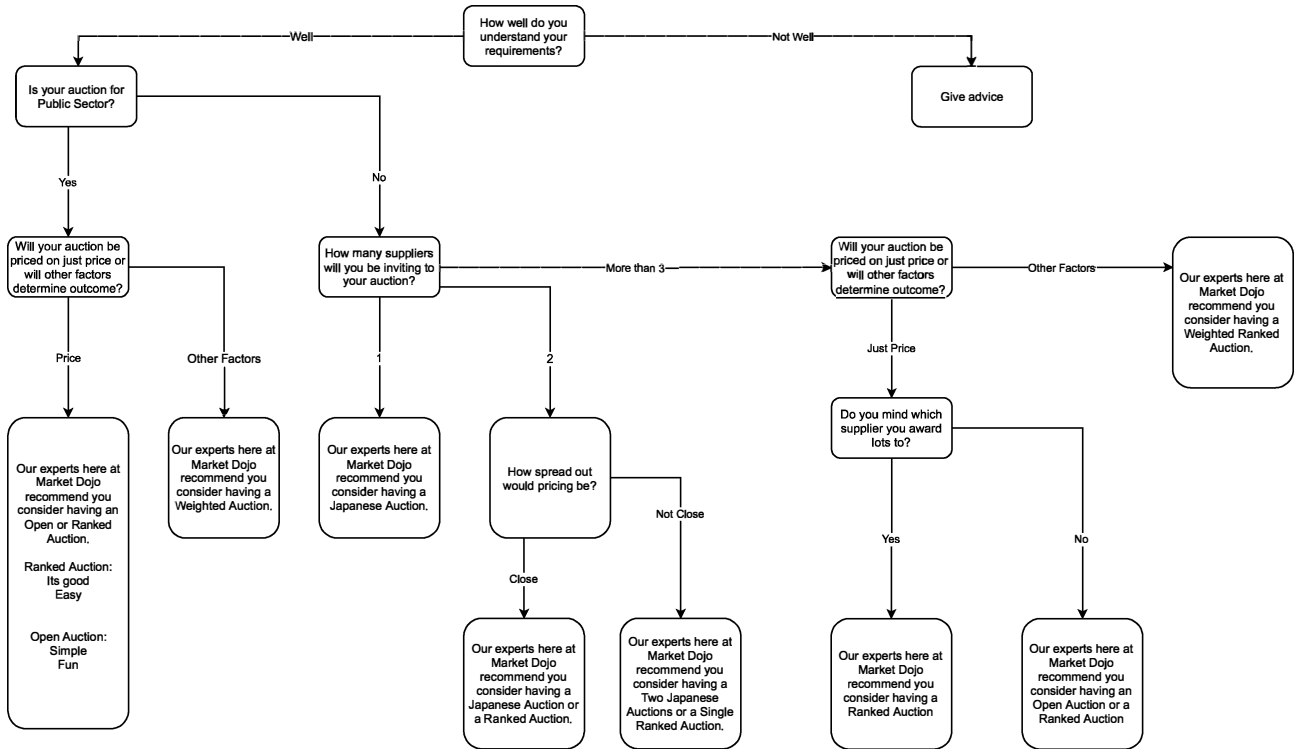 How well do you
understand your
requirements?
Well
Not Well
Is your auction for
Public Sector?
Give advice
Yes
No
Will your auction be
priced on just price or
will other factors
determine outcome?
How many suppliers
will you be inviting to
your auction?
More than 3
Will your auction be
priced on just price or
will other factors
determine outcome?
Other Factors
Our experts here at
Market Dojo
recommend you
consider having a
Weighted Ranked
Auction.
Price
Other Factors
1
2
Just Price
Our experts here at
Market Dojo
recommend you
consider having an
Open or Ranked
Auction.
Ranked Auction:
Its good
Easy
Open Auction:
Simple
Fun
Our experts here at
Market Dojo
recommend you
consider having a
Weighted Auction.
Our experts here at
Market Dojo
recommend you
consider having a
Japanese Auction.
How spread out
would pricing be?
Do you mind which
supplier you award
lots to?
Close
Not Close
Yes
No
Our experts here at
Market Dojo
recommend you
consider having a
Japanese Auction or
a Ranked Auction.
Our experts here at
Market Dojo
recommend you
consider having a
Two Japanese
Auctions or a Single
Ranked Auction.
Our experts here at
Market Dojo
recommend you
consider having a
Ranked Auction
Our experts here at
Market Dojo
recommend you
consider having an
Open Auction or a
Ranked Auction